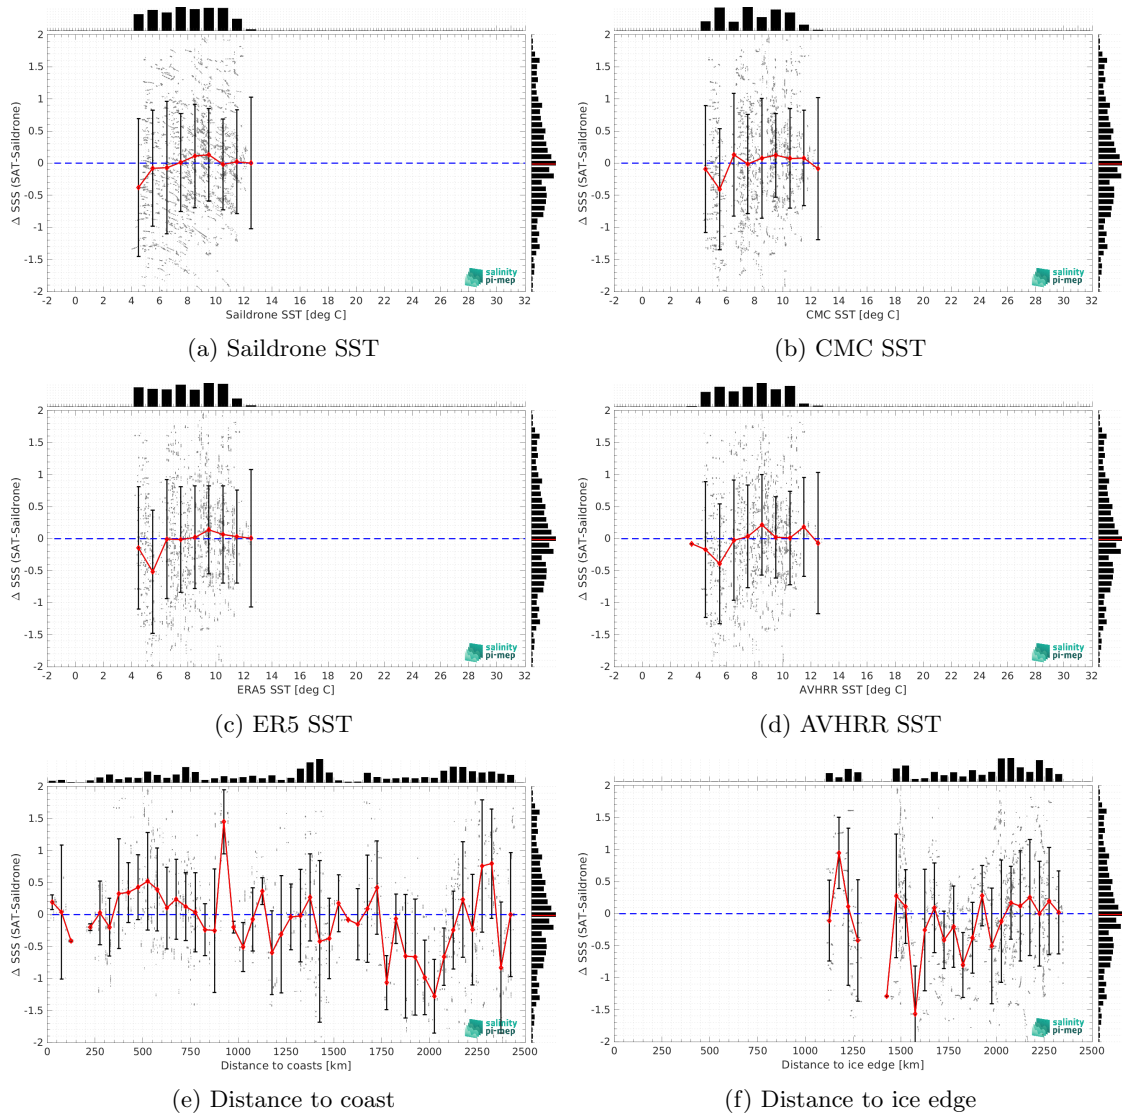 2
1.5
1
0.5
0
-0.5
-1
-1.5
-2
Δ SSS (SAT-Saildrone)
-2 0 2 4 6 8 10 12 14 16 18 20 22 24 26 28 30 32
Saildrone SST [deg C]
salinity
pi-mep
(a) Saildrone SST
2
1.5
1
0.5
0
-0.5
-1
-1.5
-2
Δ SSS (SAT-Saildrone)
-2 0 2 4 6 8 10 12 14 16 18 20 22 24 26 28 30 32
CMC SST [deg C]
salinity
pi-mep
(b) CMC SST
2
1.5
1
0.5
0
-0.5
-1
-1.5
-2
Δ SSS (SAT-Saildrone)
-2 0 2 4 6 8 10 12 14 16 18 20 22 24 26 28 30 32
ERA5 SST [deg C]
salinity
pi-mep
(c) ER5 SST
2
1.5
1
0.5
0
-0.5
-1
-1.5
-2
Δ SSS (SAT-Saildrone)
-2 0 2 4 6 8 10 12 14 16 18 20 22 24 26 28 30 32
AVHRR SST [deg C]
salinity
pi-mep
(d) AVHRR SST
2
1.5
1
0.5
0
-0.5
-1
-1.5
-2
Δ SSS (SAT-Saildrone)
0 250 500 750 1000 1250 1500 1750 2000 2250 2500
Distance to coasts [km]
salinity
pi-mep
(e) Distance to coast
2
1.5
1
0.5
0
-0.5
-1
-1.5
-2
Δ SSS (SAT-Saildrone)
0 250 500 750 1000 1250 1500 1750 2000 2250 2500
Distance to ice edge [km]
salinity
pi-mep
(f) Distance to ice edge